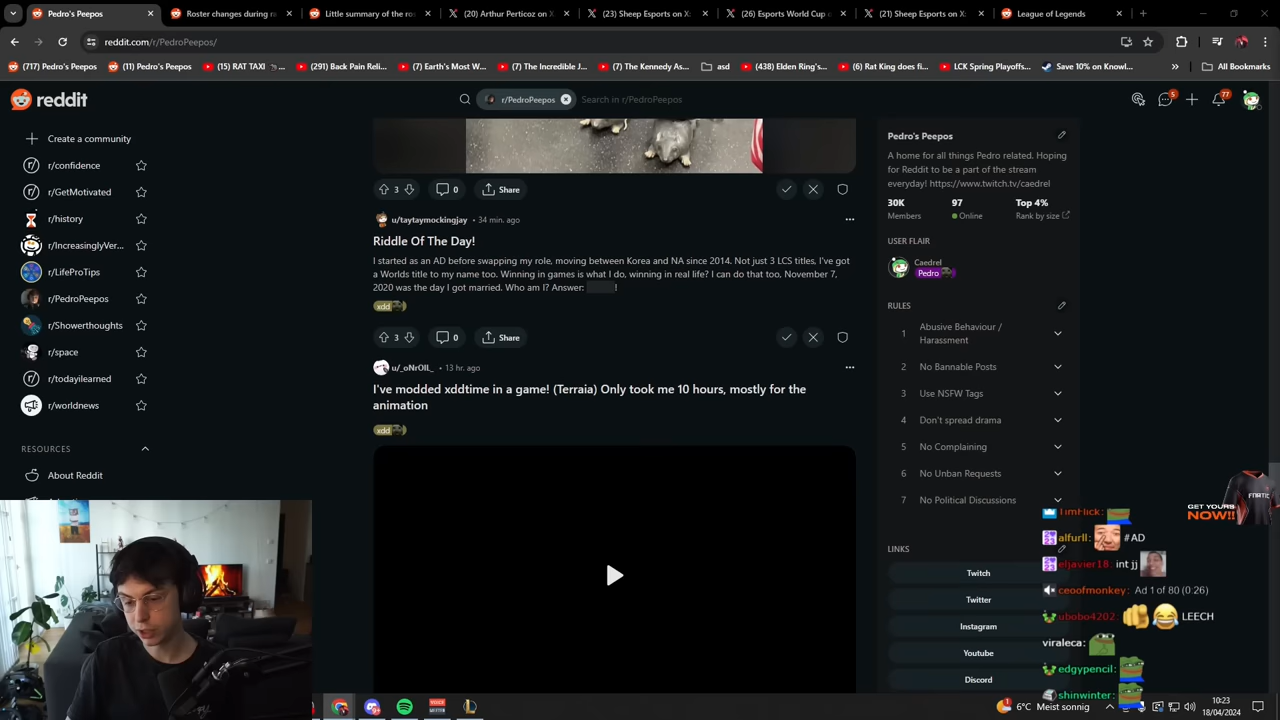 Pedro's Peepos
Roster changes during ra
Little summary of the ros
(20) Arthur Perticoz on X
(23) Sheep Esports on X
(26) Esports World Cup o
(21) Sheep Esports on X
League of Legends
reddit.com/r/PedroPeepos/
(717) Pedro's Peepos
(11) Pedro's Peepos
(15) RAT TAXI
(291) Back Pain Reli...
(7) Earth's Most W...
(7) The Incredible J...
(7) The Kennedy As...
asd
(438) Elden Ring's...
(6) Rat King does fi...
LCK Spring Playoffs...
Save 10% on Knowl...
All Bookmarks
reddit
r/PedroPeepos
Search in r/PedroPeepos
5
77
Create a community
r/confidence
r/GetMotivated
r/history
r/IncreasinglyVer...
r/LifeProTips
r/PedroPeepos
r/Showerthoughts
r/space
r/todayilearned
r/worldnews
RESOURCES
About Reddit
3
0
Share
u/taytaymockingjay • 34 min. ago
Riddle Of The Day!
I started as an AD before swapping my role, moving between Korea and NA since 2014. Not just 3 LCS titles, I've got
a Worlds title to my name too. Winning in games is what I do, winning in real life? I can do that too, November 7,
2020 was the day I got married. Who am I? Answer: !
xdd
3
0
Share
u/_oNrOIL_ • 13 hr. ago
I've modded xddtime in a game! (Terraia) Only took me 10 hours, mostly for the
animation
xdd
Pedro's Peepos
A home for all things Pedro related. Hoping
for Reddit to be a part of the stream
everyday! https://www.twitch.tv/caedrel
30K
97
Top 4%
Members
Online
Rank by size
USER FLAIR
Caedrel
Pedro
RULES
1 Abusive Behaviour /
Harassment
2 No Bannable Posts
3 Use NSFW Tags
4 Don't spread drama
5 No Complaining
6 No Unban Requests
7 No Political Discussions
LINKS
Twitch
Twitter
Instagram
Youtube
Discord
FNATIC
GET YOURS
NOW!!
TimFlick:
alfurll: #AD
eljavier18: int jj
ceoofmonkey: Ad 1 of 80 (0:26)
ubobo4202: LEECH
viraleca:
edgypencil:
shinwinter:
6°C Meist sonnig
10:23
18/04/2024